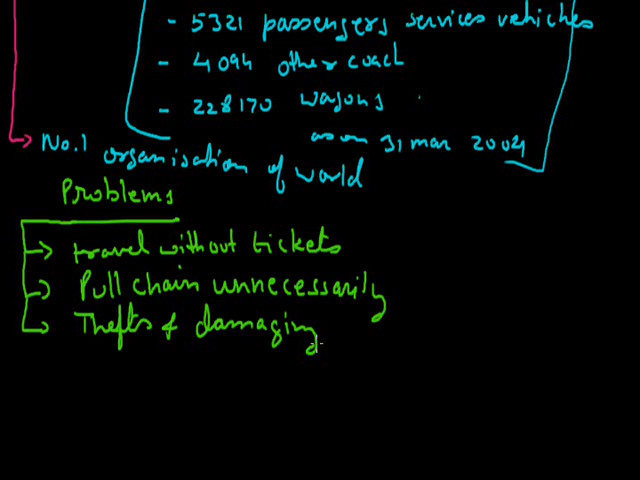 - 5321 passengers services vehicles
- 4094 other coach
- 228170 wagons
as on 31 mar 2004
→ No.1 organisation of world
Problems
→ travel without tickets
→ Pull chain unnecessarily
→ Thefts & damaging